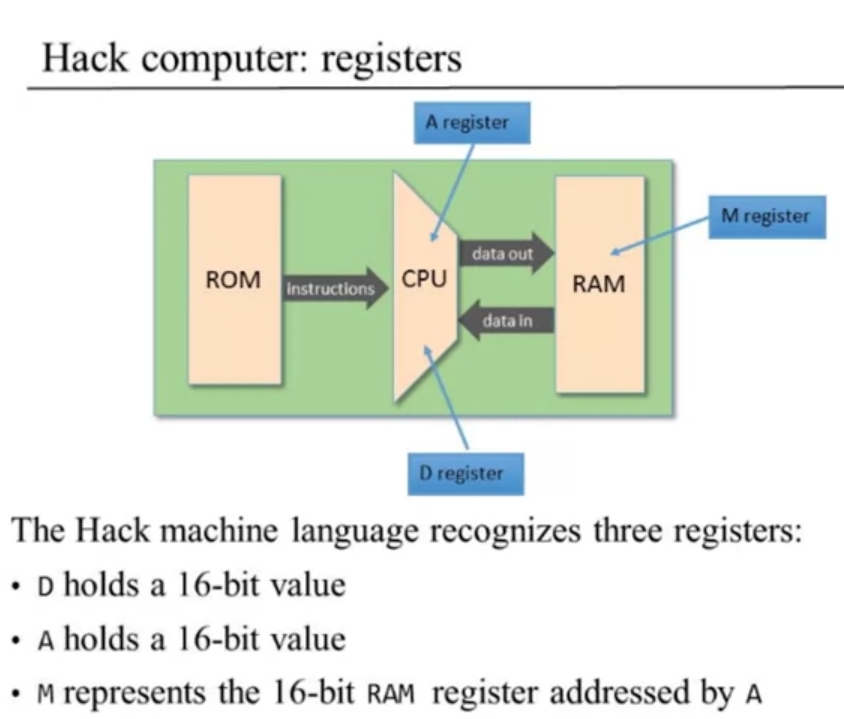 Hack computer: registers
A register
M register
ROM
instructions
CPU
data out
data in
RAM
D register
The Hack machine language recognizes three registers:
• D holds a 16-bit value
• A holds a 16-bit value
• M represents the 16-bit RAM register addressed by A